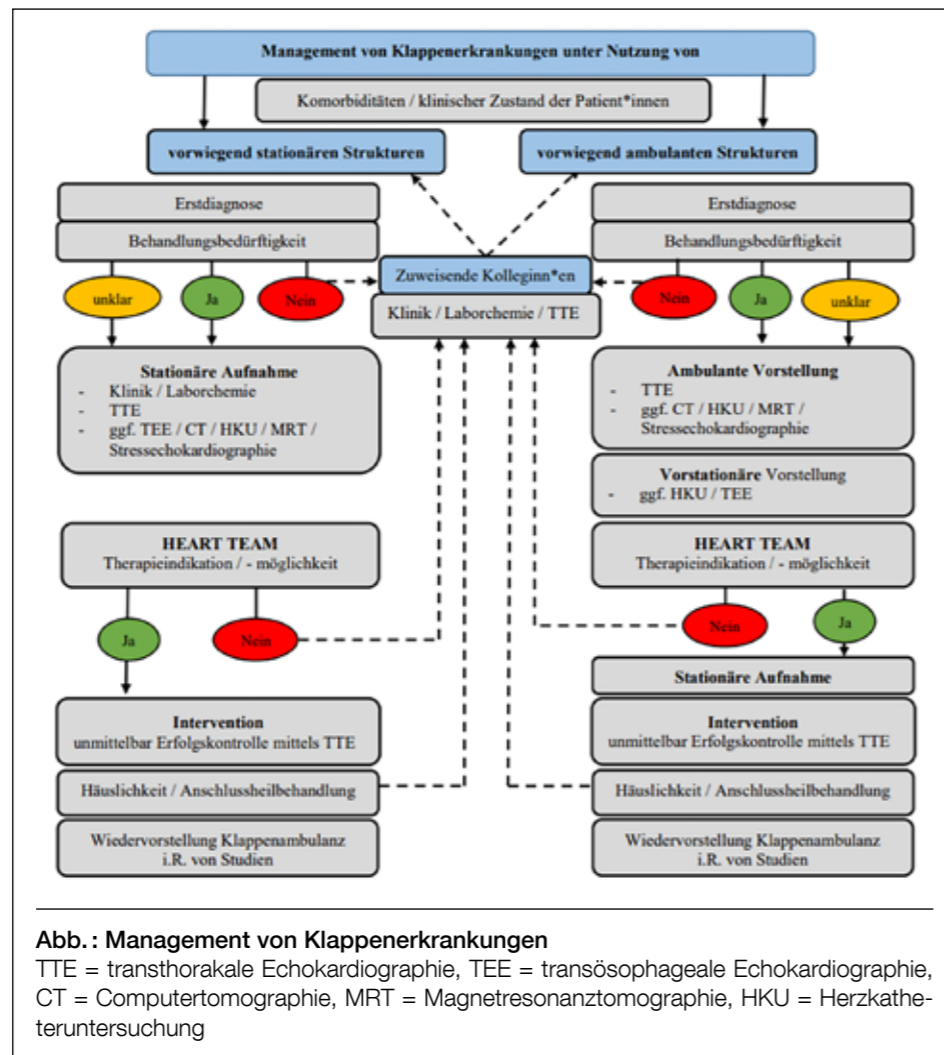 Management von Klappenerkrankungen unter Nutzung von
Komorbiditäten / klinischer Zustand der Patient*innen
vorwiegend stationären Strukturen
vorwiegend ambulanten Strukturen
Erstdiagnose
Behandlungsbedürftigkeit
unklar
Ja
Nein
Stationäre Aufnahme
- Klinik / Laborchemie
- TTE
- ggf. TEE / CT / HKU / MRT /
Stressechokardiographie
HEART TEAM
Therapieindikation / - möglichkeit
Ja
Nein
Intervention
unmittelbar Erfolgskontrolle mittels TTE
Häuslichkeit / Anschlussheilbehandlung
Wiedervorstellung Klappenambulanz
i.R. von Studien
Zuweisende Kolleginn*en
Klinik / Laborchemie / TTE
Erstdiagnose
Behandlungsbedürftigkeit
Nein
Ja
unklar
Ambulante Vorstellung
- TTE
- ggf. CT / HKU / MRT /
Stressechokardiographie
Vorstationäre Vorstellung
- ggf. HKU / TEE
HEART TEAM
Therapieindikation / - möglichkeit
Nein
Ja
Stationäre Aufnahme
Intervention
unmittelbar Erfolgskontrolle mittels TTE
Häuslichkeit / Anschlussheilbehandlung
Wiedervorstellung Klappenambulanz
i.R. von Studien
Abb.: Management von Klappenerkrankungen
TTE = transthorakale Echokardiographie, TEE = transösophageale Echokardiographie,
CT = Computertomographie, MRT = Magnetresonanztomographie, HKU = Herzkathe-
teruntersuchung